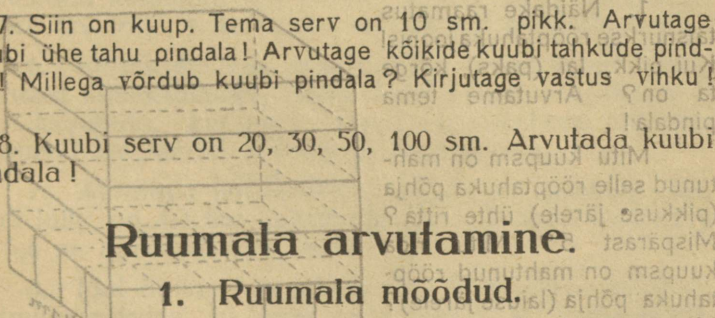 7. Siin on kuup. Tema serv on 10 sm. pikk. Arvutage
ubi ühe tahu pindala! Arvutage kõikide kuubi tahkude pind-
! Millega võrdub kuubi pindala? Kirjutage vastus vihku!
8. Kuubi serv on 20, 30, 50, 100 sm. Arvutada kuubi
dala!
Ruumala arvutamine.
1. Ruumala mõõdud.